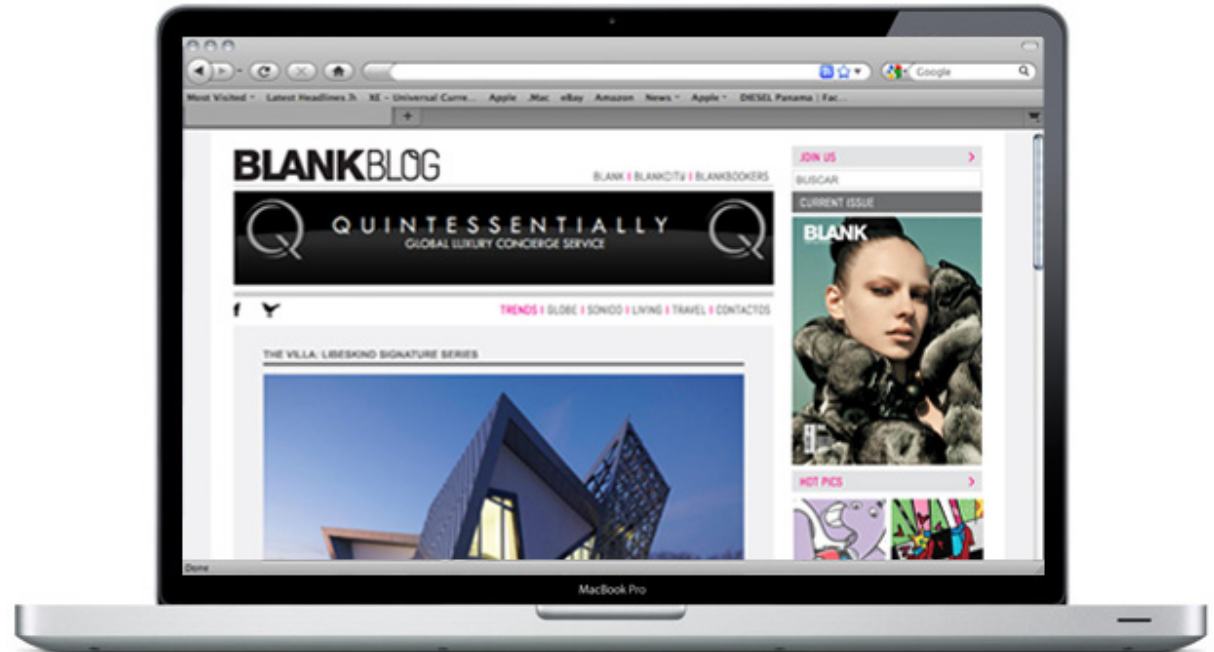 Google
Most Visited Latest Headlines XE - Universal Curre... Apple .Mac eBay Amazon News Apple DIESEL Panama | Fac...
+
BLANKBLOG
BLANK | BLANKCITY | BLANKBOOKERS
QUINTESSENTIALLY
GLOBAL LUXURY CONCIERGE SERVICE
f
TRENDS | GLOBE | SONIDO | LIVING | TRAVEL | CONTACTOS
THE VILLA: LIBESKIND SIGNATURE SERIES
JOIN US >
BUSCAR
CURRENT ISSUE
BLANK
HOT PICS >
Done
MacBook Pro